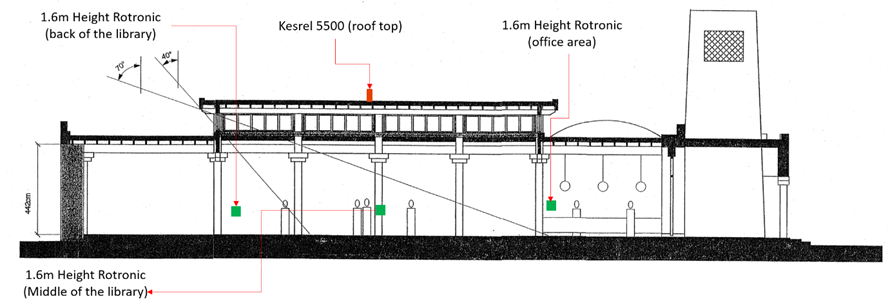 1.6m Height Rotronic
(back of the library)
Kesrel 5500 (roof top)
1.6m Height Rotronic
(office area)
70°
40°
442cm
1.6m Height Rotronic
(Middle of the library)